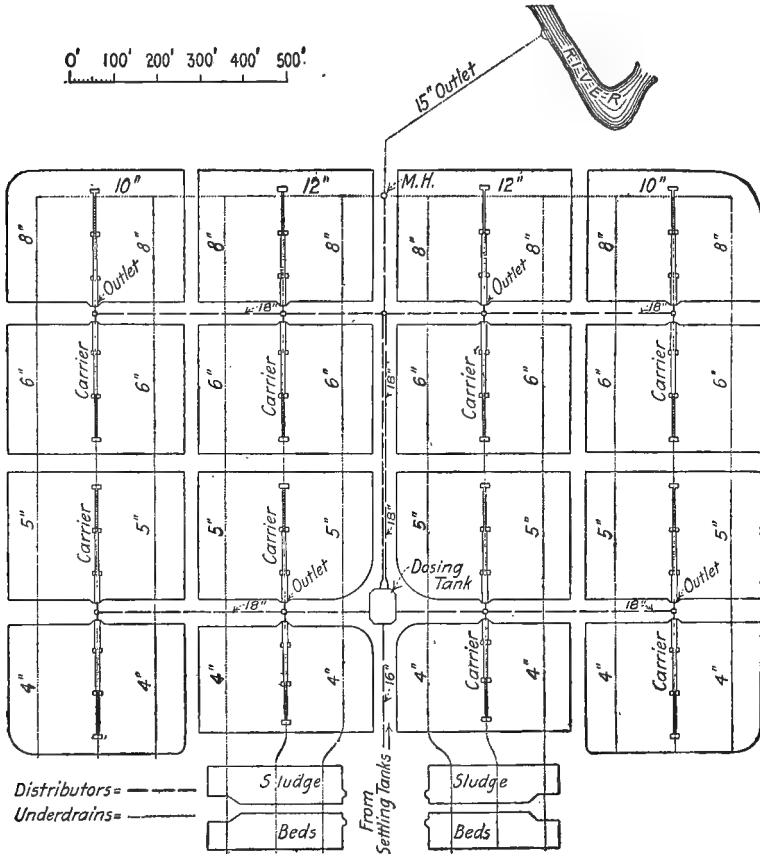 0' 100' 200' 300' 400' 500'
RIVER
15" Outlet
M.H.
10" 12" 12" 10"
8" 8" 8" 8" 8" 8" 8" 8"
Outlet
Outlet
18" 18"
6" Carrier 6" 6" Carrier 6" 18" 6" Carrier 6" 6" Carrier 6"
5" Carrier 5" 5" Carrier 5" 18" 5" 5" 5" 5"
Dosing
Tank
Outlet
Outlet
18" 18"
4" 4" 4" 4" 16" 4" Carrier 4" 4" Carrier 4"
From
Settling Tanks
Sludge
Beds
Sludge
Beds
Distributors=
Underdrains=